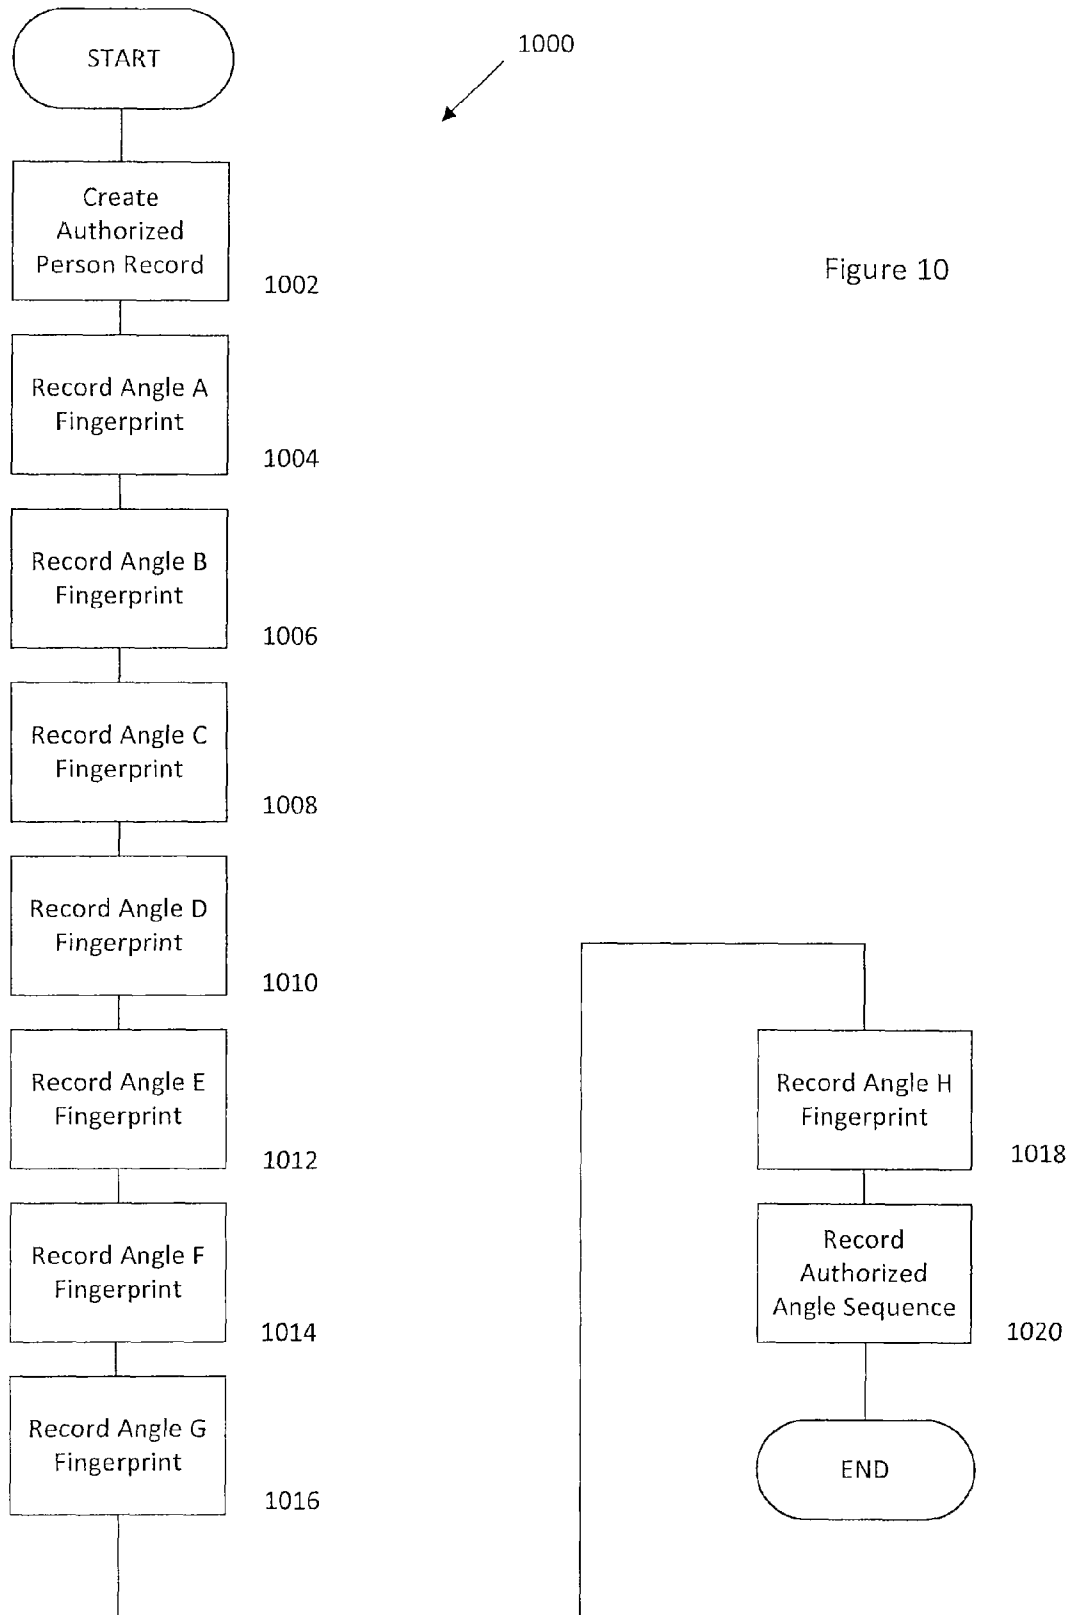 START
1000
Create
Authorized
Person Record
1002
Figure 10
Record Angle A
Fingerprint
1004
Record Angle B
Fingerprint
1006
Record Angle C
Fingerprint
1008
Record Angle D
Fingerprint
1010
Record Angle E
Fingerprint
1012
Record Angle F
Fingerprint
1014
Record Angle G
Fingerprint
1016
Record Angle H
Fingerprint
1018
Record
Authorized
Angle Sequence
1020
END